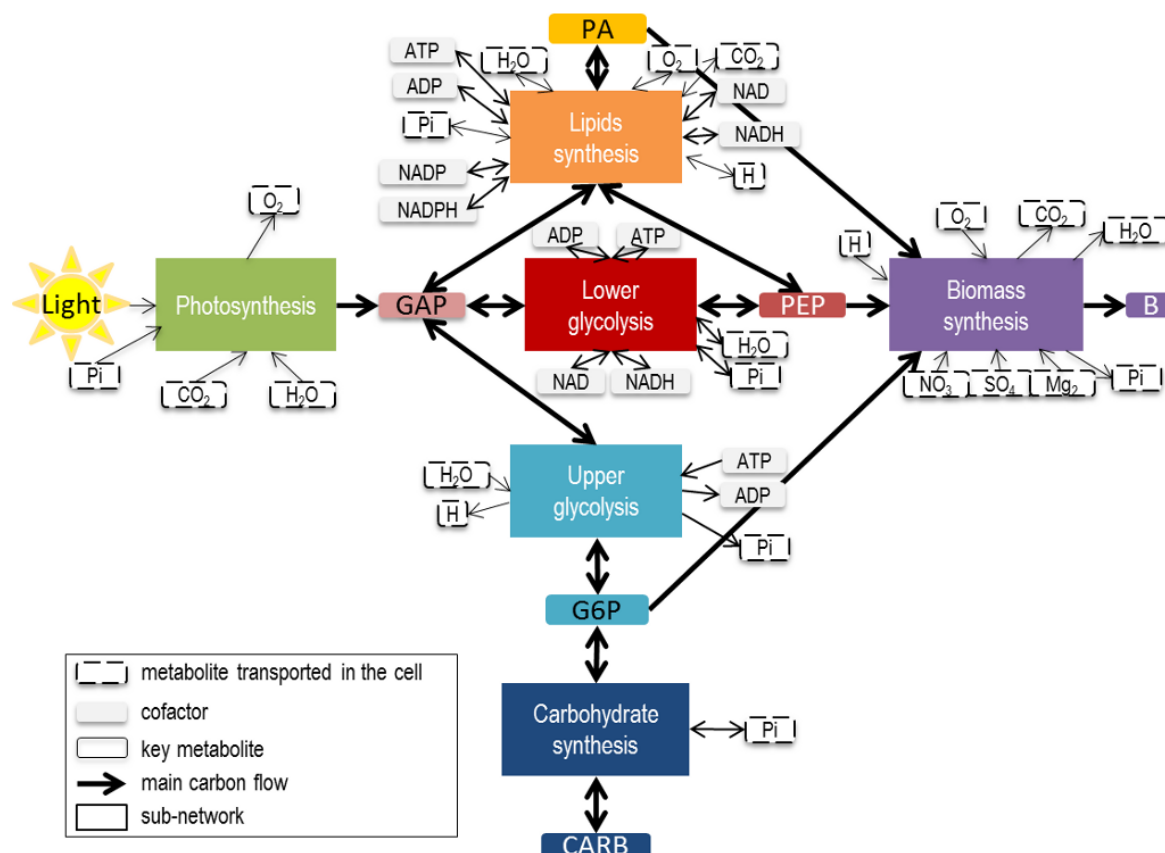 PA
ATP
H₂O
O₂
CO₂
ADP
NAD
Pi
Lipids
synthesis
NADH
NADP
H
NADPH
O₂
ADP
ATP
H
O₂
CO₂
H₂O
Light
Photosynthesis
GAP
Lower
glycolysis
PEP
Biomass
synthesis
B
Pi
CO₂
H₂O
NAD
NADH
H₂O
Pi
NO₃
SO₄
Mg₂
Pi
H₂O
H
Upper
glycolysis
ATP
ADP
Pi
G6P
metabolite transported in the cell
cofactor
key metabolite
main carbon flow
sub-network
Carbohydrate
synthesis
Pi
CARB